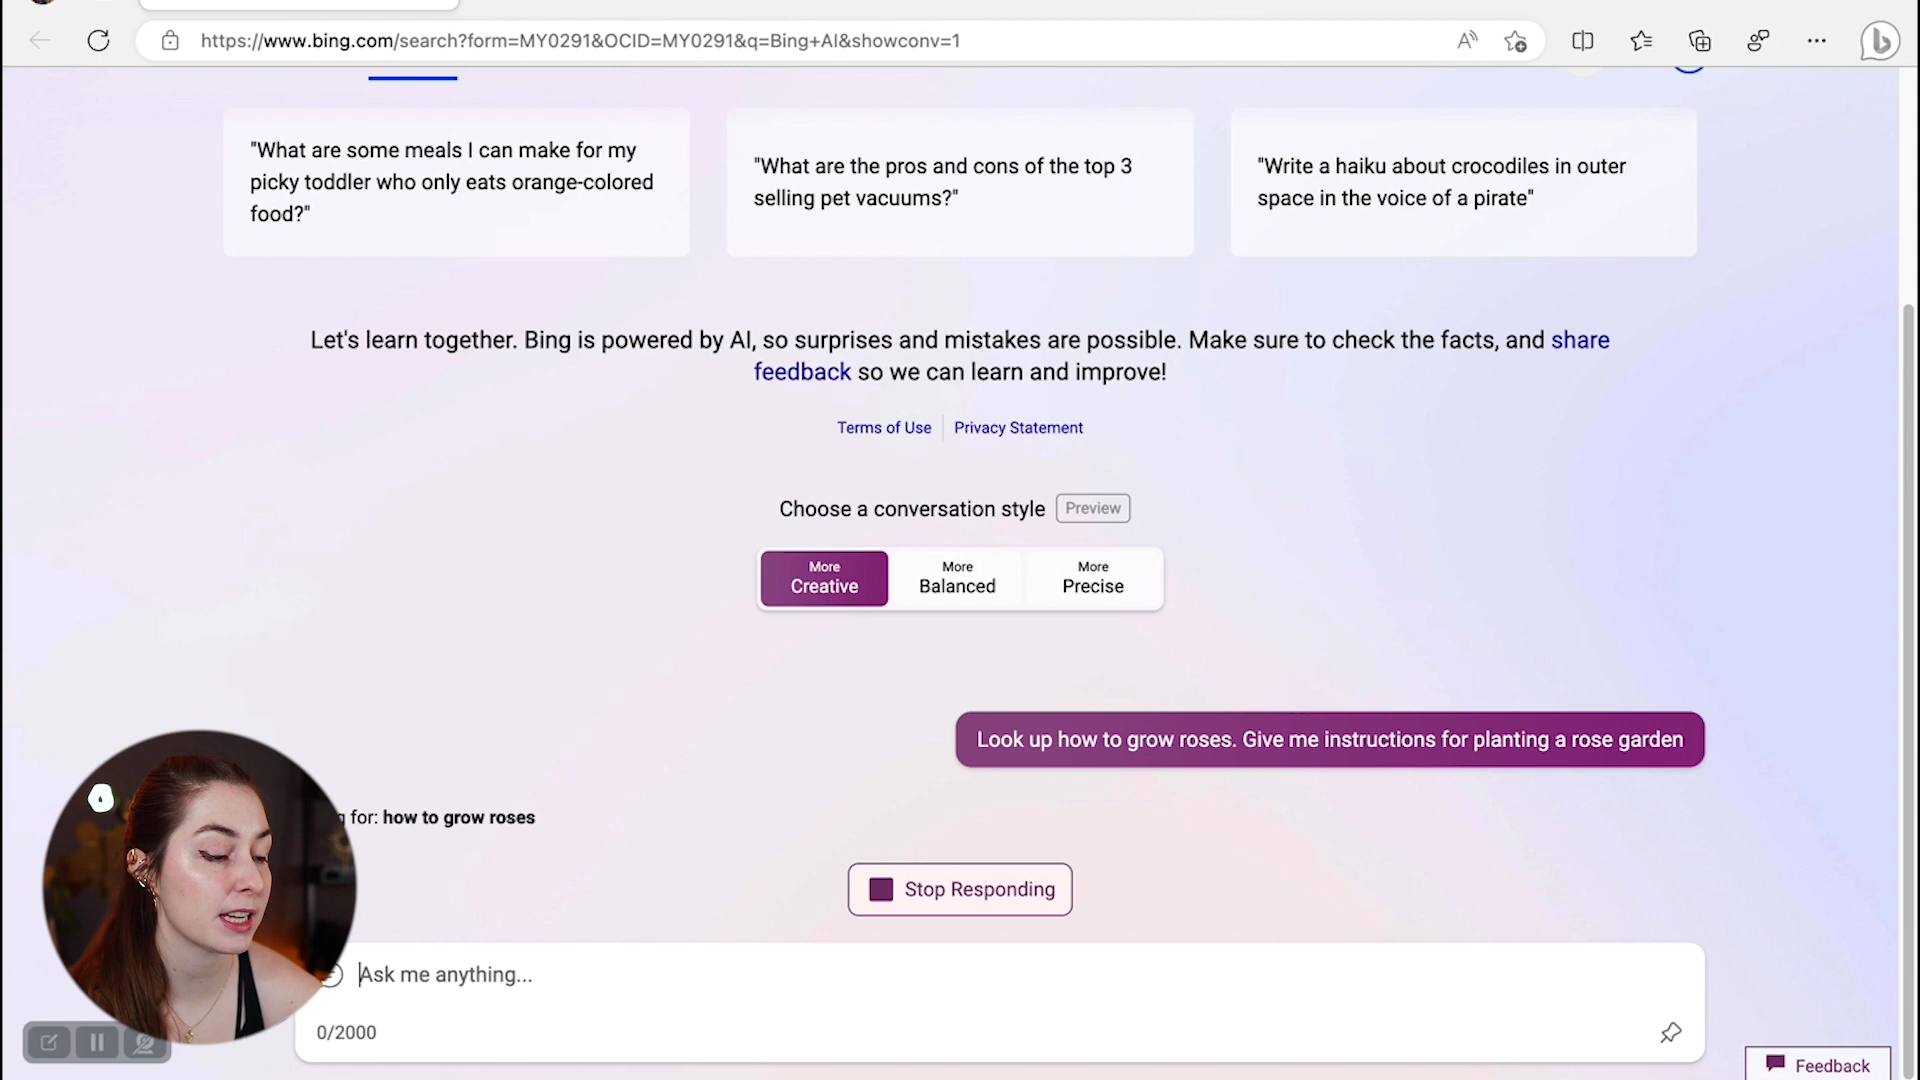 https://www.bing.com/search?form=MY0291&OCID=MY0291&q=Bing+AI&showconv=1
"What are some meals I can make for my
picky toddler who only eats orange-colored
food?"
"What are the pros and cons of the top 3
selling pet vacuums?"
"Write a haiku about crocodiles in outer
space in the voice of a pirate"
Let's learn together. Bing is powered by AI, so surprises and mistakes are possible. Make sure to check the facts, and share
feedback so we can learn and improve!
Terms of Use
Privacy Statement
Choose a conversation style Preview
More
Creative
More
Balanced
More
Precise
Look up how to grow roses. Give me instructions for planting a rose garden
for: how to grow roses
Stop Responding
Ask me anything...
0/2000
Feedback